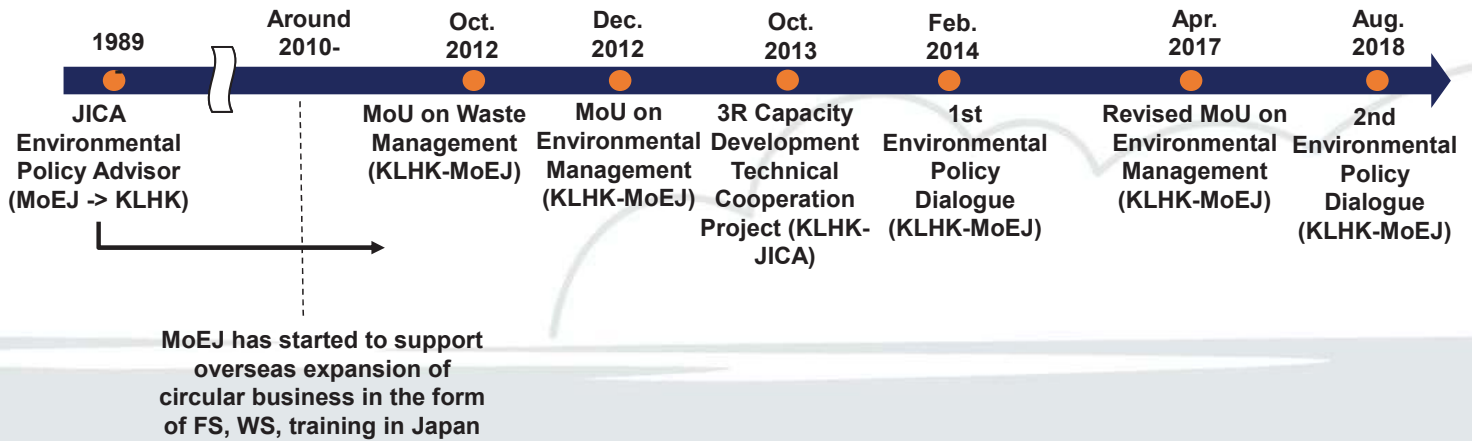 1989
Around
2010-
Oct.
2012
Dec.
2012
Oct.
2013
Feb.
2014
Apr.
2017
Aug.
2018
JICA
Environmental
Policy Advisor
(MoEJ -> KLHK)
MoU on Waste
Management
(KLHK-MoEJ)
MoU on
Environmental
Management
(KLHK-MoEJ)
3R Capacity
Development
Technical
Cooperation
Project (KLHK-
JICA)
1st
Environmental
Policy
Dialogue
(KLHK-MoEJ)
Revised MoU on
Environmental
Management
(KLHK-MoEJ)
2nd
Environmental
Policy
Dialogue
(KLHK-MoEJ)
MoEJ has started to support
overseas expansion of
circular business in the form
of FS, WS, training in Japan